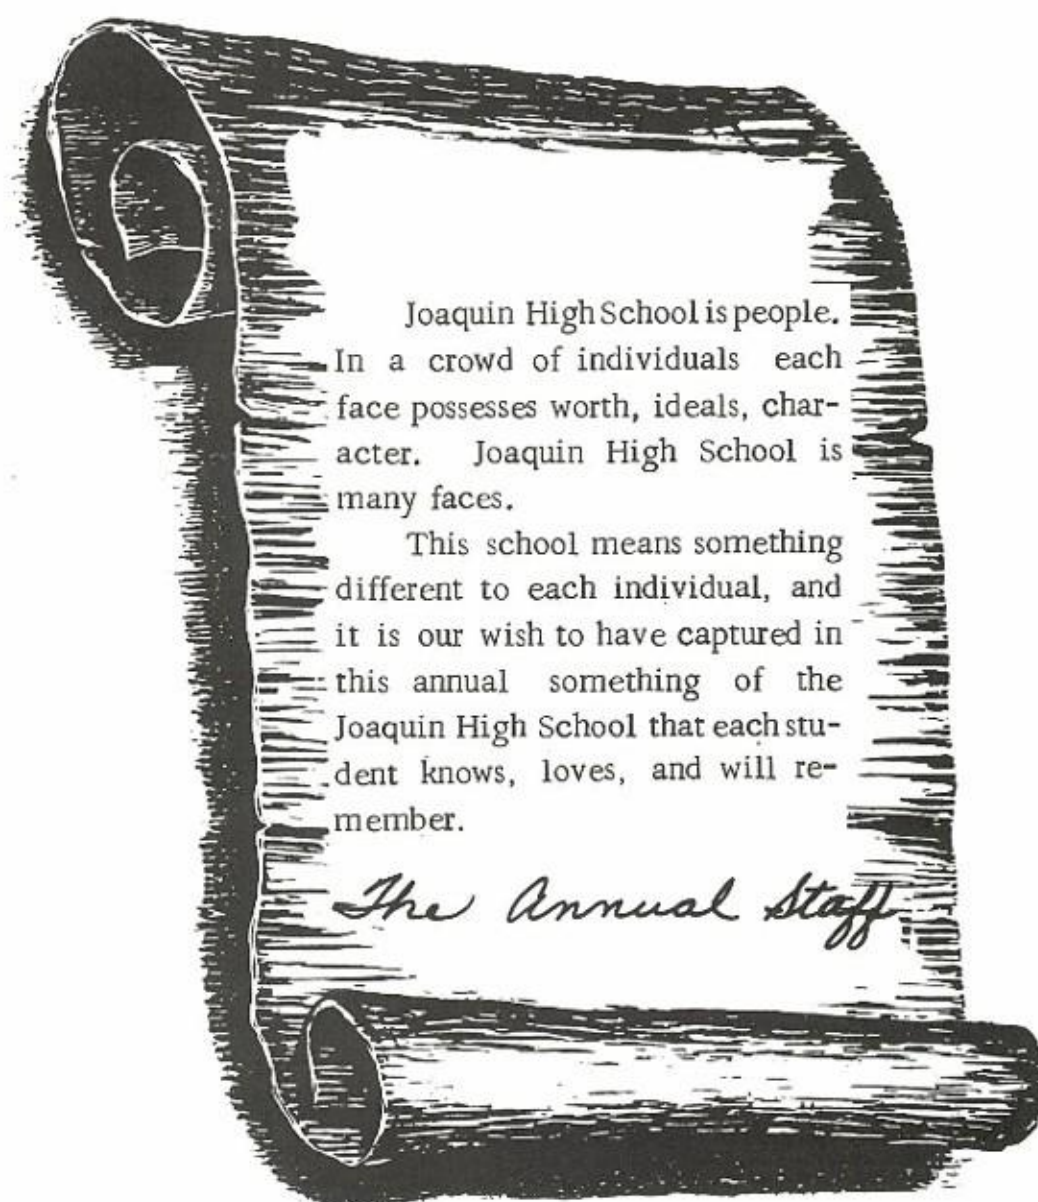 Joaquin High School is people.
In a crowd of individuals each
face possesses worth, ideals, char-
acter. Joaquin High School is
many faces.
This school means something
different to each individual, and
it is our wish to have captured in
this annual something of the
Joaquin High School that each stu-
dent knows, loves, and will re-
member.
The Annual Staff